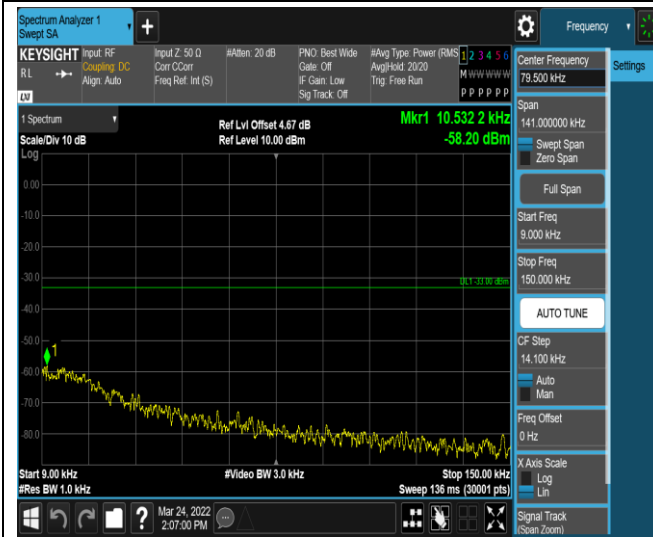 Spectrum Analyzer 1
Swept SA
+
Frequency
KEYSIGHT
RL
LXI
Input: RF
Coupling: DC
Align: Auto
Input Z: 50 Ω
Corr CCorr
Freq Ref: Int (S)
#Atten: 20 dB
PNO: Best Wide
Gate: Off
IF Gain: Low
Sig Track: Off
#Avg Type: Power (RMS
Avg|Hold: 20/20
Trig: Free Run
1 2 3 4 5 6
M W W W W W
P P P P P P
Center Frequency
79.500 kHz
Settings
Span
141.000000 kHz
Swept Span
Zero Span
Full Span
Start Freq
9.000 kHz
Stop Freq
150.000 kHz
AUTO TUNE
CF Step
14.100 kHz
Auto
Man
Freq Offset
0 Hz
X Axis Scale
Log
Lin
Signal Track
(Span Zoom)
1 Spectrum
Scale/Div 10 dB
Log
Ref Lvl Offset 4.67 dB
Ref Level 10.00 dBm
Mkr1 10.532 2 kHz
-58.20 dBm
0.00
-10.0
-20.0
-30.0
DL1 -33.00 dBm
-40.0
-50.0
1
-60.0
-70.0
-80.0
Start 9.00 kHz
#Video BW 3.0 kHz
Stop 150.00 kHz
#Res BW 1.0 kHz
Sweep 136 ms (30001 pts)
?
Mar 24, 2022
2:07:00 PM